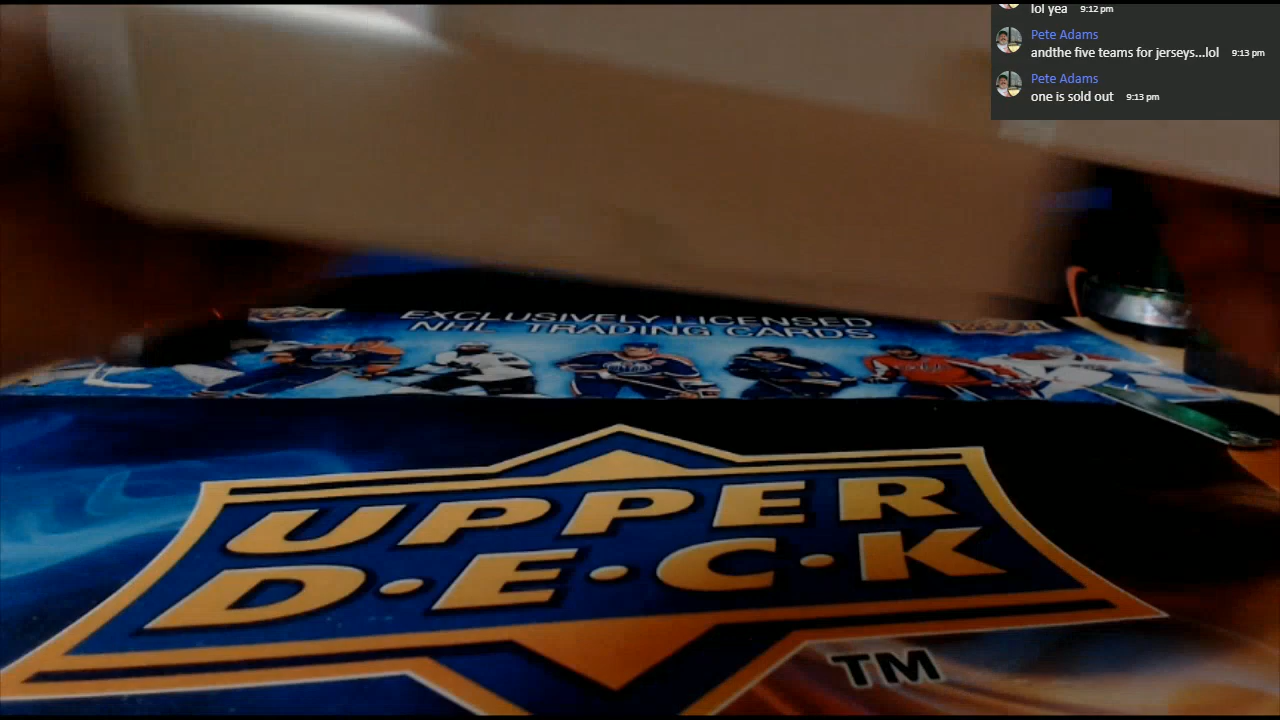 lol yea 9:12 pm
Pete Adams
andthe five teams for jerseys...lol 9:13 pm
Pete Adams
one is sold out 9:13 pm
EXCLUSIVELY LICENSED
NHL TRADING CARDS
UPPER
D•E•C•K
TM